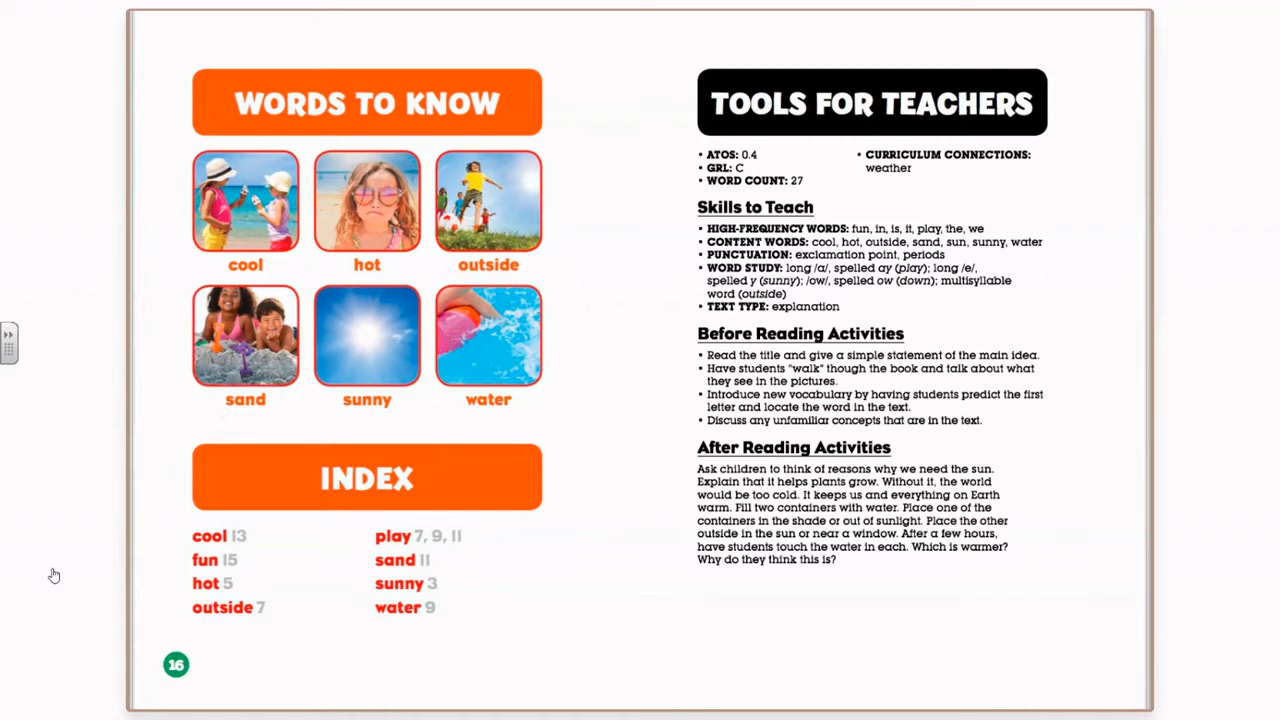 WORDS TO KNOW
cool hot outside
sand sunny water
INDEX
cool 13
fun 15
hot 5
outside 7
play 7, 9, 11
sand 11
sunny 3
water 9
16
TOOLS FOR TEACHERS
• ATOS: 0.4
• GRL: C
• WORD COUNT: 27
• CURRICULUM CONNECTIONS:
weather
Skills to Teach
• HIGH-FREQUENCY WORDS: fun, in, is, it, play, the, we
• CONTENT WORDS: cool, hot, outside, sand, sun, sunny, water
• PUNCTUATION: exclamation point, periods
• WORD STUDY: long /a/, spelled ay (play); long /e/,
spelled y (sunny); /ow/, spelled ow (down); multisyllable
word (outside)
• TEXT TYPE: explanation
Before Reading Activities
• Read the title and give a simple statement of the main idea.
• Have students “walk” though the book and talk about what
they see in the pictures.
• Introduce new vocabulary by having students predict the first
letter and locate the word in the text.
• Discuss any unfamiliar concepts that are in the text.
After Reading Activities
Ask children to think of reasons why we need the sun.
Explain that it helps plants grow. Without it, the world
would be too cold. It keeps us and everything on Earth
warm. Fill two containers with water. Place one of the
containers in the shade or out of sunlight. Place the other
outside in the sun or near a window. After a few hours,
have students touch the water in each. Which is warmer?
Why do they think this is?